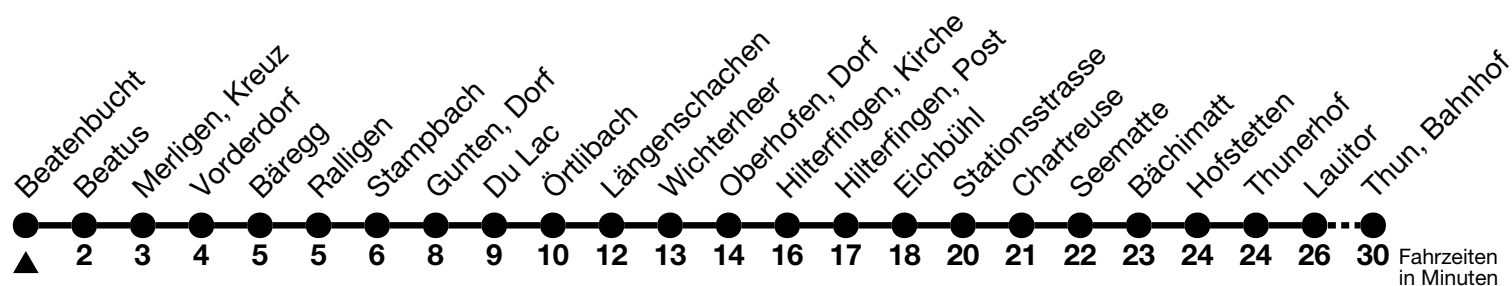 Beatenbucht
Beatus
Merligen, Kreuz
Vorderdorf
Bäregg
Ralligen
Stampbach
Gunten, Dorf
Du Lac
Örtlibach
Längenschachen
Wichterheer
Oberhofen, Dorf
Hilterfingen, Kirche
Hilterfingen, Post
Eichbühl
Stationsstrasse
Chartreuse
Seematte
Bächimatt
Hofstetten
Thunerhof
Lauitor
Thun, Bahnhof
2 3 4 5 5 6 8 9 10 12 13 14 16 17 18 20 21 22 23 24 24 26 30
Fahrzeiten
in Minuten